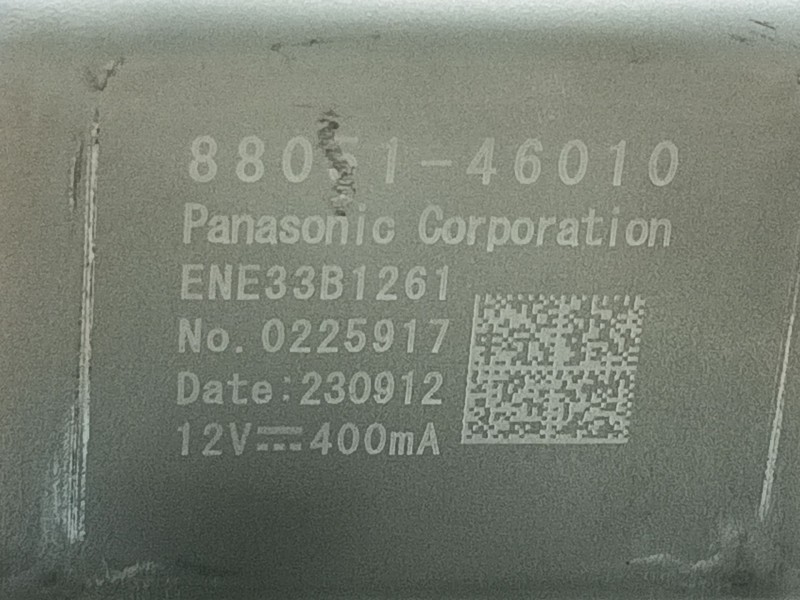 88051-46010
Panasonic Corporation
ENE33B1261
No. 0225917
Date:230912
12V⎓400mA